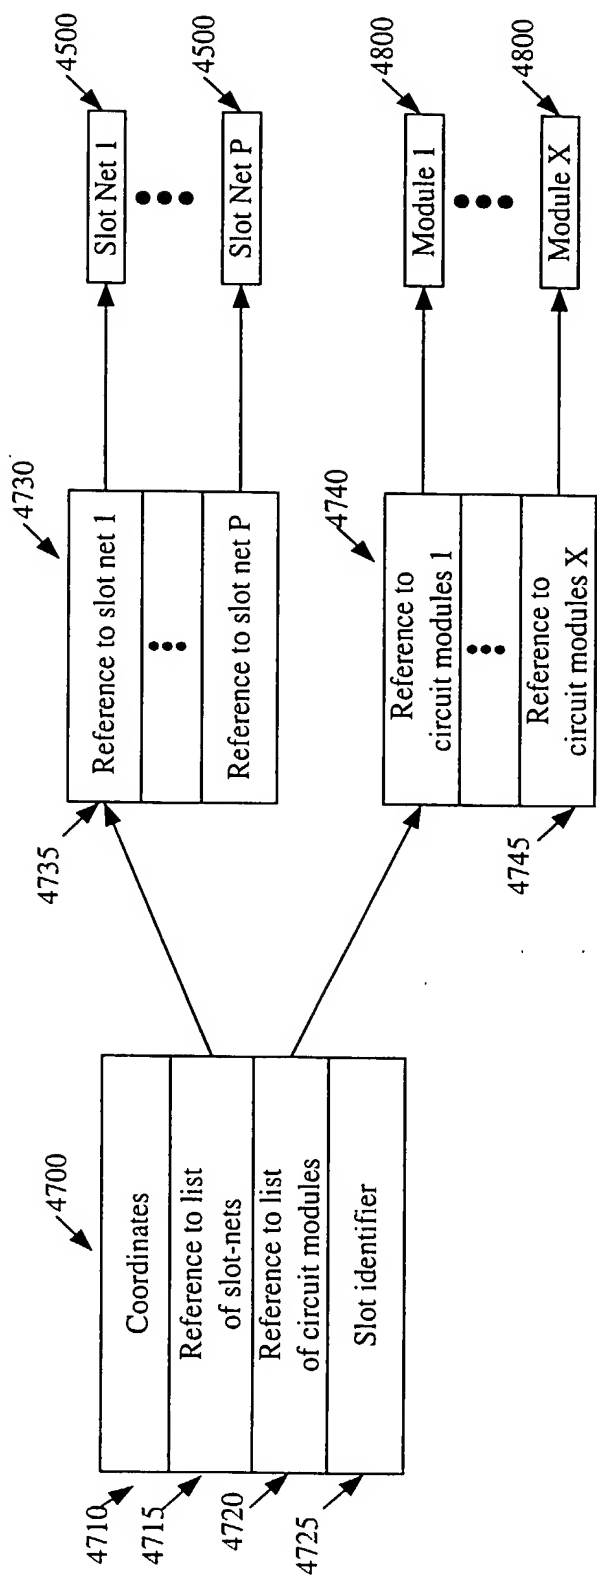 4700
4710
Coordinates
4715
Reference to list
of slot-nets
4720
Reference to list
of circuit modules
4725
Slot identifier
4730
4735
Reference to slot net 1
•••
Reference to slot net P
4740
Reference to
circuit modules 1
•••
4745
Reference to
circuit modules X
4500
Slot Net 1
•••
4500
Slot Net P
4800
Module 1
•••
4800
Module X